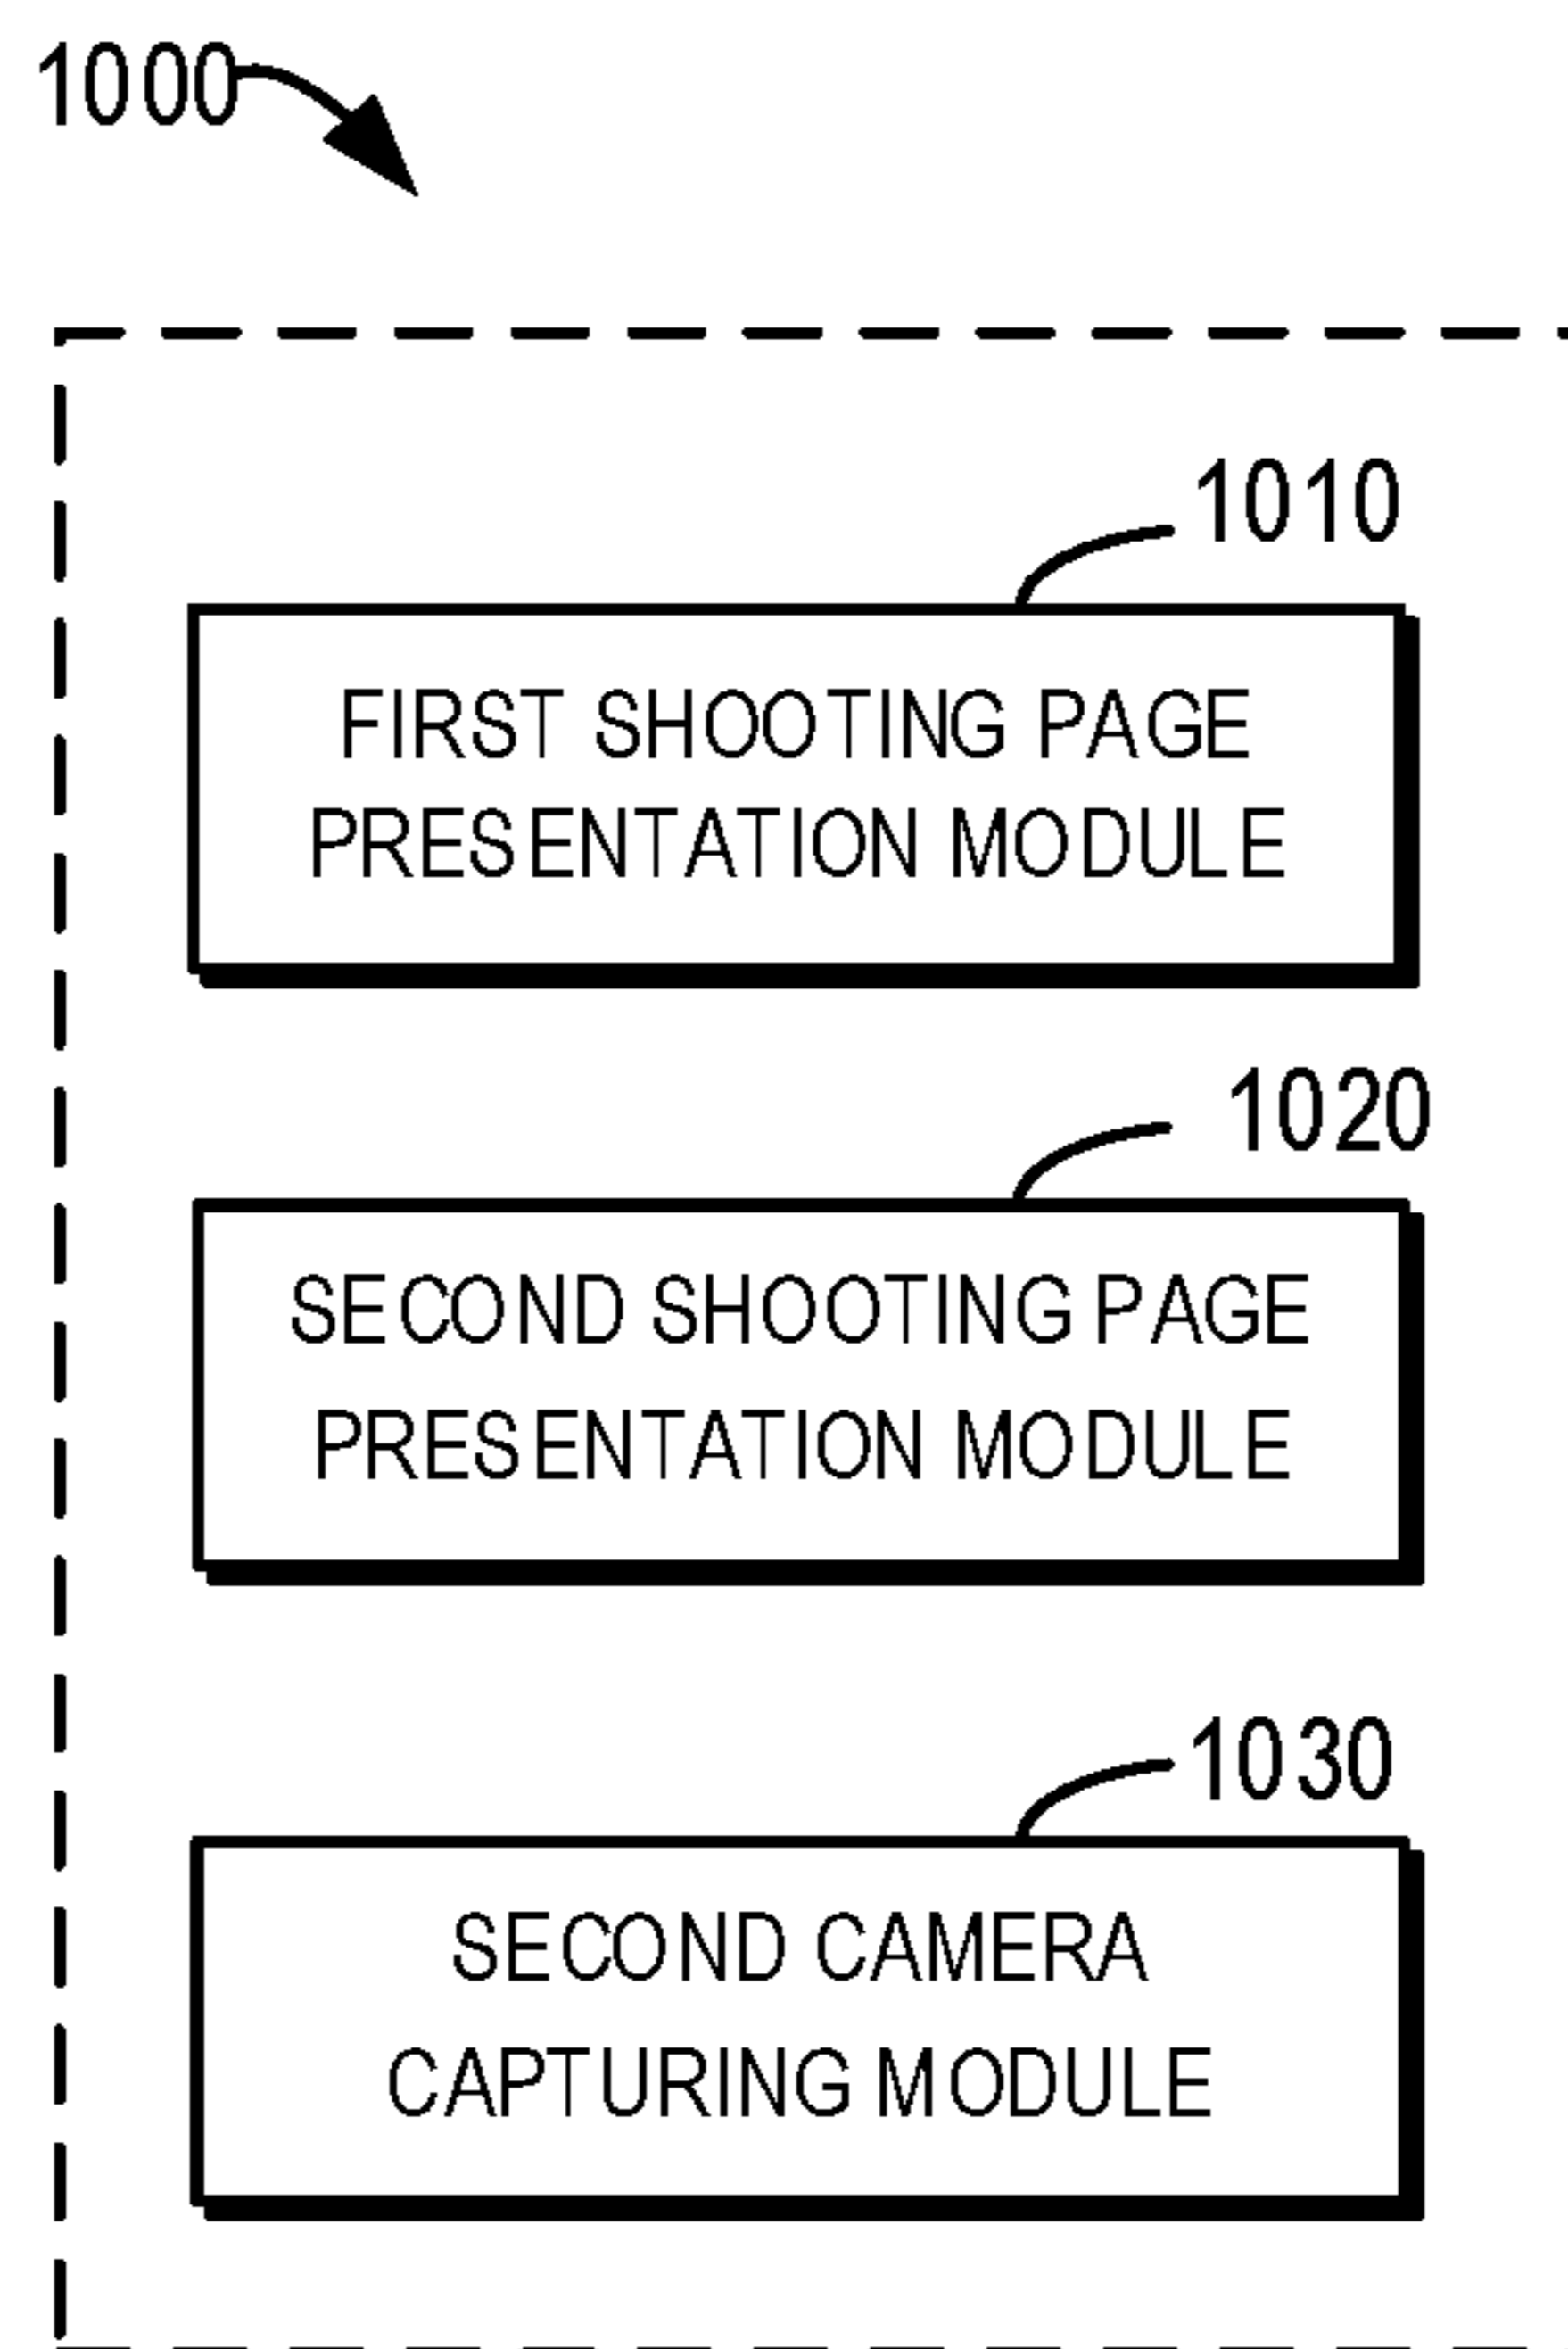 1000
1010
FIRST SHOOTING PAGE
PRESENTATION MODULE
1020
SECOND SHOOTING PAGE
PRESENTATION MODULE
1030
SECOND CAMERA
CAPTURING MODULE